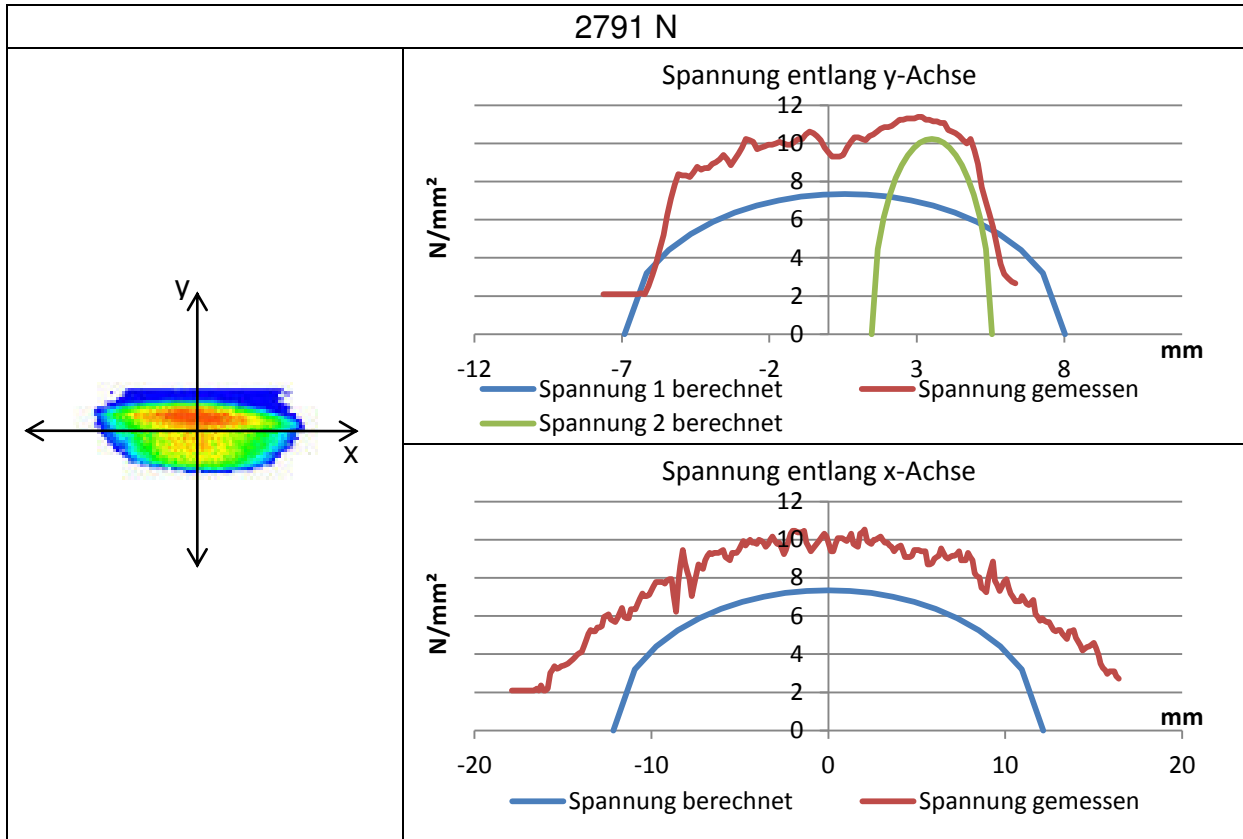 2791 N
y
x
Spannung entlang y-Achse
12
10
8
6
4
2
0
N/mm²
-12 -7 -2 3 8
mm
Spannung 1 berechnet Spannung gemessen
Spannung 2 berechnet
Spannung entlang x-Achse
12
10
8
6
4
2
0
N/mm²
mm
-20 -10 0 10 20
Spannung berechnet Spannung gemessen